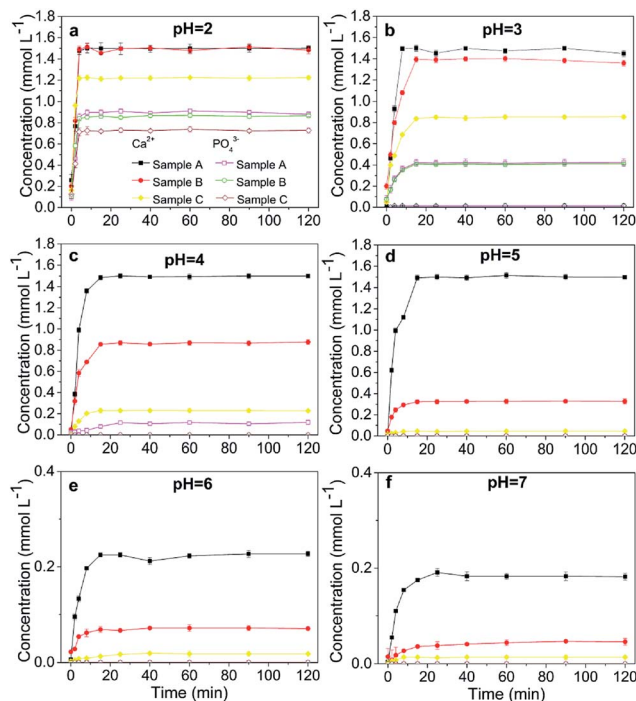 a
pH=2
Concentration (mmol L⁻¹)
1.8
1.6
1.4
1.2
1.0
0.8
0.6
0.4
0.2
0.0
Ca²⁺ PO₄³⁻
Sample A Sample A
Sample B Sample B
Sample C Sample C
0 20 40 60 80 100 120
b
pH=3
Concentration (mmol L⁻¹)
1.8
1.6
1.4
1.2
1.0
0.8
0.6
0.4
0.2
0.0
0 20 40 60 80 100 120
c
pH=4
Concentration (mmol L⁻¹)
1.8
1.6
1.4
1.2
1.0
0.8
0.6
0.4
0.2
0.0
0 20 40 60 80 100 120
d
pH=5
Concentration (mmol L⁻¹)
1.8
1.6
1.4
1.2
1.0
0.8
0.6
0.4
0.2
0.0
0 20 40 60 80 100 120
e
pH=6
Concentration (mmol L⁻¹)
0.4
0.2
0.0
0 20 40 60 80 100 120
Time (min)
f
pH=7
Concentration (mmol L⁻¹)
0.4
0.2
0.0
0 20 40 60 80 100 120
Time (min)